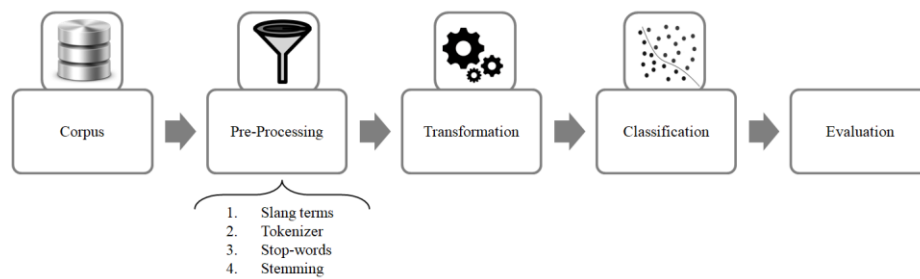 Corpus
Pre-Processing
Transformation
Classification
Evaluation
1. Slang terms
2. Tokenizer
3. Stop-words
4. Stemming